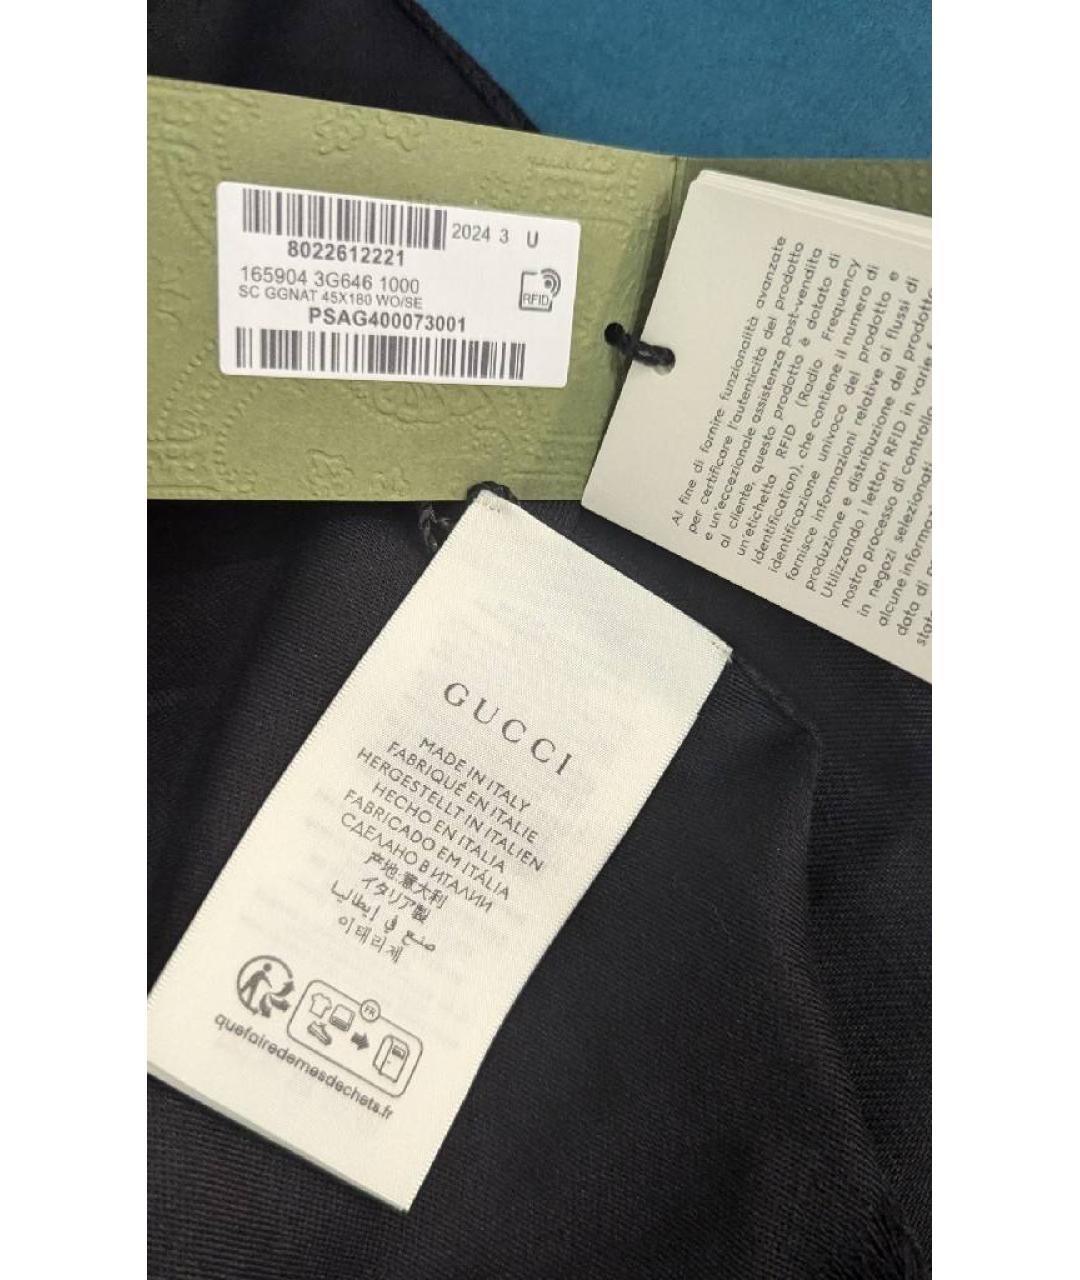 2024 3 U
8022612221
165904 3G646 1000
SC GGNAT 45X180 WO/SE
PSAG400073001
RFID
Al fine di fornire funzionalità avanzate
per certificare l'autenticità del prodotto
e un'eccezionale assistenza post-vendita
al cliente, questo prodotto è dotato di
un'etichetta RFID (Radio Frequency
Identification), che contiene il numero di
identificazione univoco del prodotto e
fornisce informazioni relative ai flussi di
produzione e distribuzione del prodotto.
Utilizzando i lettori RFID in varie
nostro processo di controllo
in negozi selezionati
alcune
data di
GUCCI
MADE IN ITALY
FABRIQUÉ EN ITALIE
HERGESTELLT IN ITALIEN
HECHO EN ITALIA
FABRICADO EM ITÁLIA
СДЕЛАНО В ИТАЛИИ
产地:意大利
イタリア製
صنع في إيطاليا
이태리제
FR
quefairedemesdechets.fr